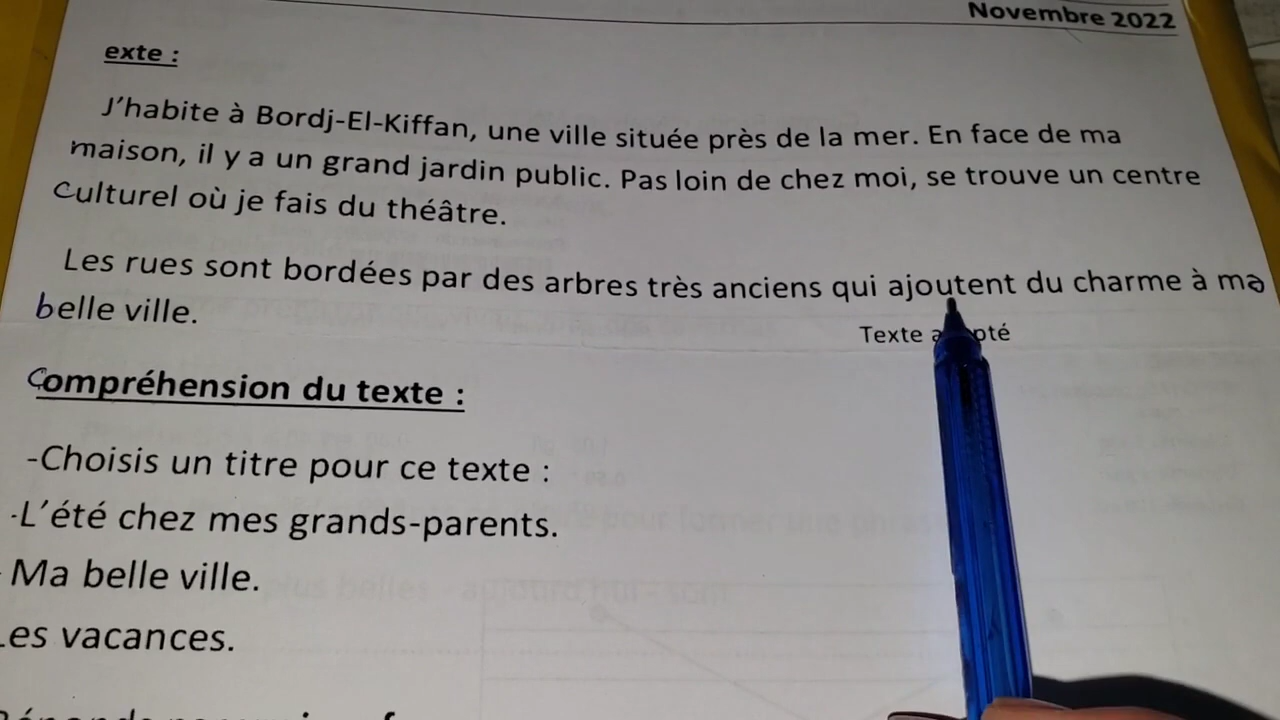 Novembre 2022
exte :
J'habite à Bordj-El-Kiffan, une ville située près de la mer. En face de ma
maison, il y a un grand jardin public. Pas loin de chez moi, se trouve un centre
Culturel où je fais du théâtre.
Les rues sont bordées par des arbres très anciens qui ajoutent du charme à ma
belle ville.
Texte
Compréhension du texte :
-Choisis un titre pour ce texte :
-L'été chez mes grands-parents.
- Ma belle ville.
Les vacances.